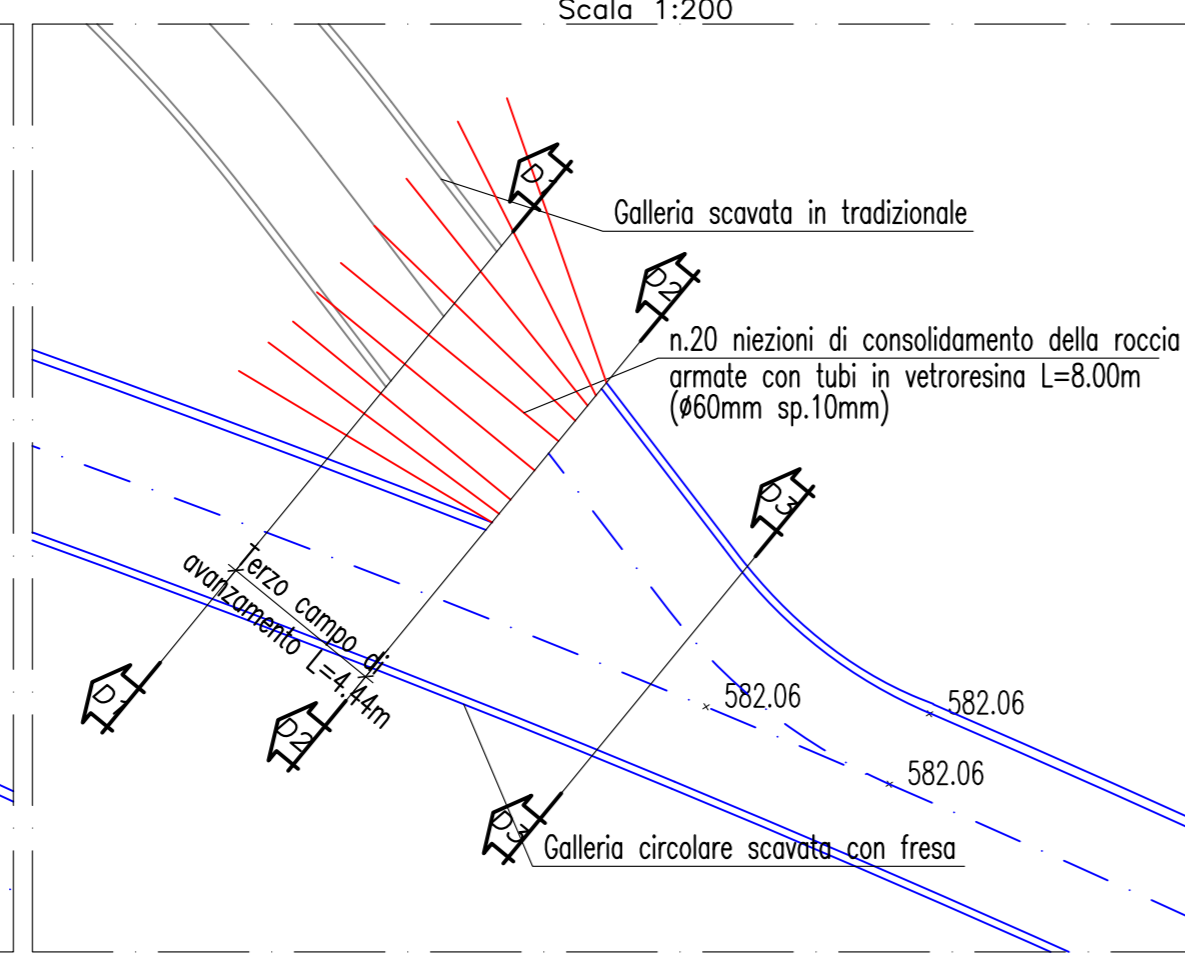 Scala 1:200
D1
Galleria scavata in tradizionale
D2
n.20 niezioni di consolidamento della roccia
armate con tubi in vetroresina L=8.00m
(ø60mm sp.10mm)
D3
Terzo campo di
avanzamento L=4.44m
D1
D2
582.06
582.06
582.06
D3
Galleria circolare scavata con fresa